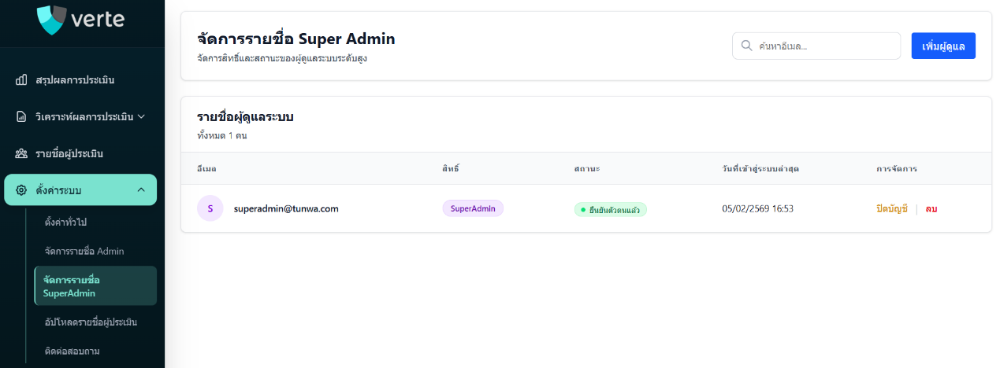 verte
สรุปผลการประเมิน
วิเคราะห์ผลการประเมิน
รายชื่อผู้ประเมิน
ตั้งค่าระบบ
ตั้งค่าทั่วไป
จัดการรายชื่อ Admin
จัดการรายชื่อ
SuperAdmin
อัปโหลดรายชื่อผู้ประเมิน
ติดต่อสอบถาม
จัดการรายชื่อ Super Admin
จัดการสิทธิ์และสถานะของผู้ดูแลระบบระดับสูง
ค้นหาอีเมล...
เพิ่มผู้ดูแล
รายชื่อผู้ดูแลระบบ
ทั้งหมด 1 คน
อีเมล สิทธิ์ สถานะ วันที่เข้าสู่ระบบล่าสุด การจัดการ
S superadmin@tunwa.com SuperAdmin ยืนยันตัวตนแล้ว 05/02/2569 16:53 ปิดบัญชี | ลบ